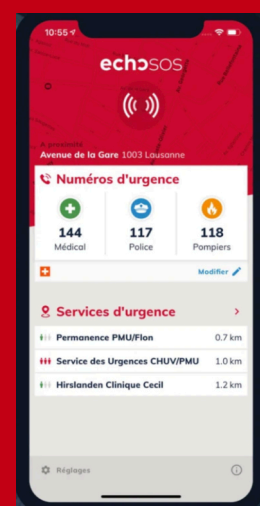 10:55
echosos
A proximité
Avenue de la Gare 1003 Lausanne
Numéros d'urgence
144 117 118
Médical Police Pompiers
Modifier
Services d'urgence
Permanence PMU/Flon 0.7 km
Service des Urgences CHUV/PMU 1.0 km
Hirslanden Clinique Cecil 1.2 km
Réglages